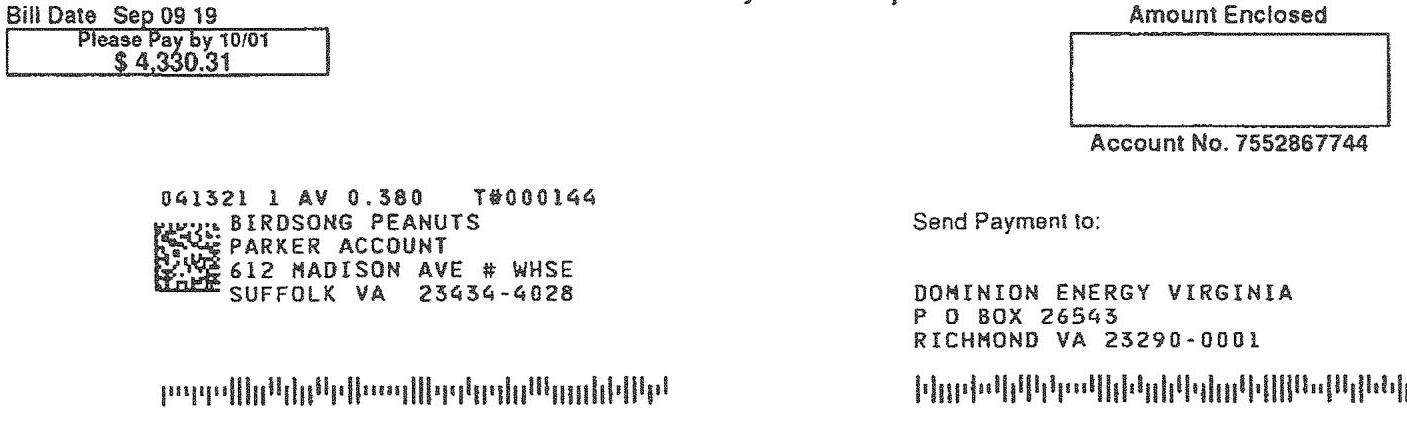 Bill Date Sep 09 19
Please Pay by 10/01
$ 4,330.31
Amount Enclosed
Account No. 7552867744
041321 1 AV 0.380 T#000144
BIRDSONG PEANUTS
PARKER ACCOUNT
612 MADISON AVE # WHSE
SUFFOLK VA 23434-4028
Send Payment to:
DOMINION ENERGY VIRGINIA
P O BOX 26543
RICHMOND VA 23290-0001